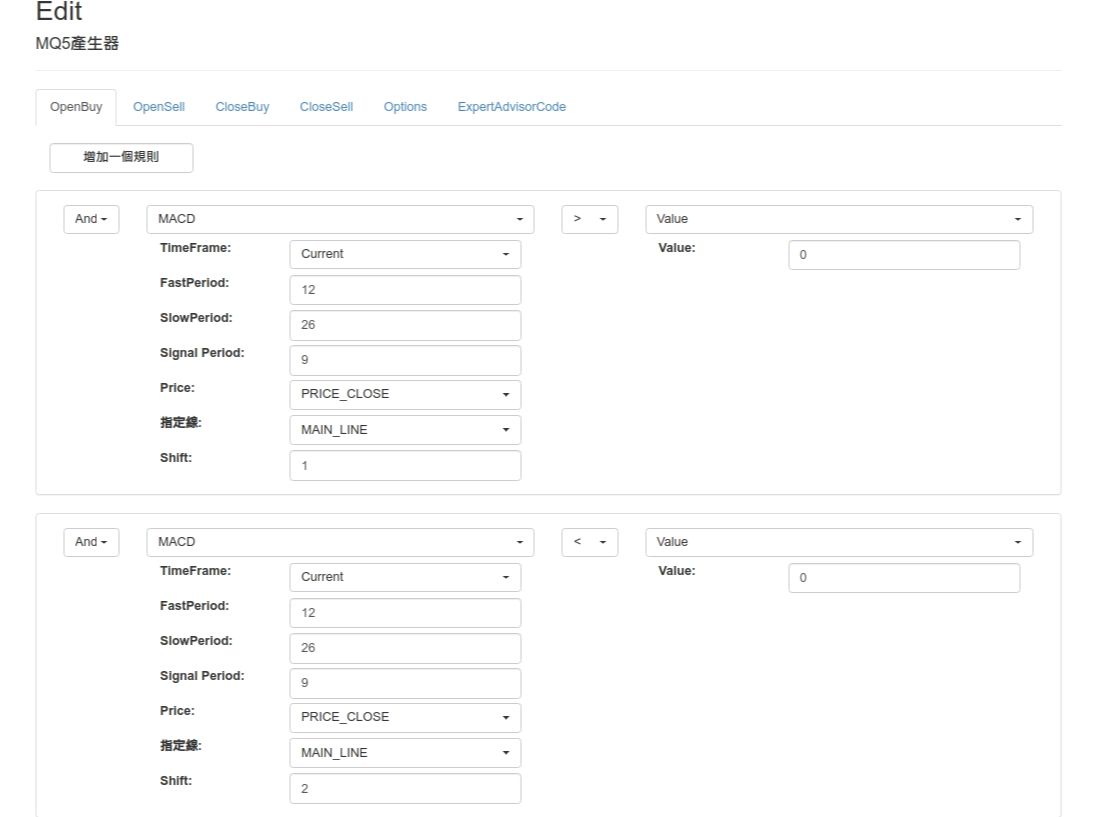 Edit
MQ5產生器
OpenBuy OpenSell CloseBuy CloseSell Options ExpertAdvisorCode
增加一個規則
And MACD > Value
TimeFrame: Current Value: 0
FastPeriod: 12
SlowPeriod: 26
Signal Period: 9
Price: PRICE_CLOSE
指定線: MAIN_LINE
Shift: 1
And MACD < Value
TimeFrame: Current Value: 0
FastPeriod: 12
SlowPeriod: 26
Signal Period: 9
Price: PRICE_CLOSE
指定線: MAIN_LINE
Shift: 2